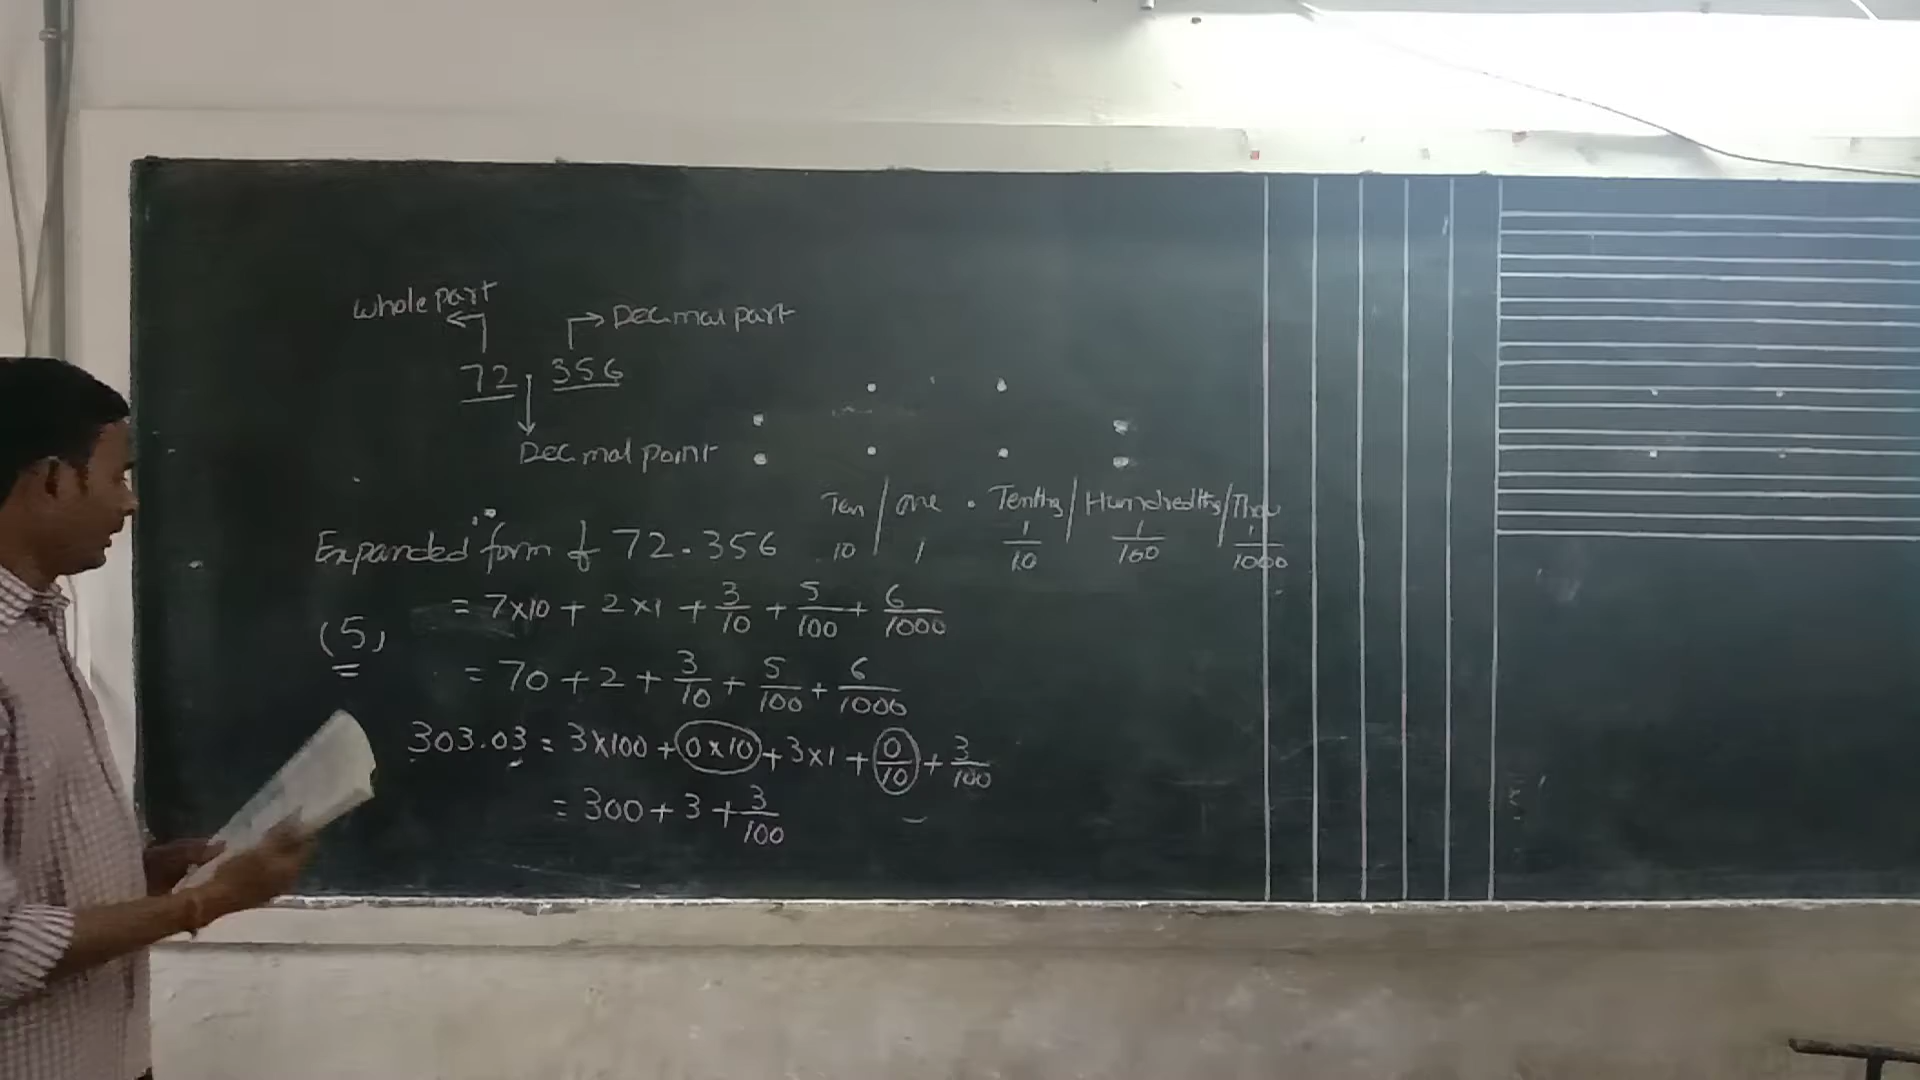 whole part
Decimal part
72.356
Decimal point
Ten / one . Tenths / Hundredths / Thou
10 / 1 1/10 / 1/100 / 1/1000
Expanded form of 72.356
= 7×10 + 2×1 + 3/10 + 5/100 + 6/1000
(5)
= 70 + 2 + 3/10 + 5/100 + 6/1000
303.03 = 3×100 + 0×10 + 3×1 + 0/10 + 3/100
= 300 + 3 + 3/100